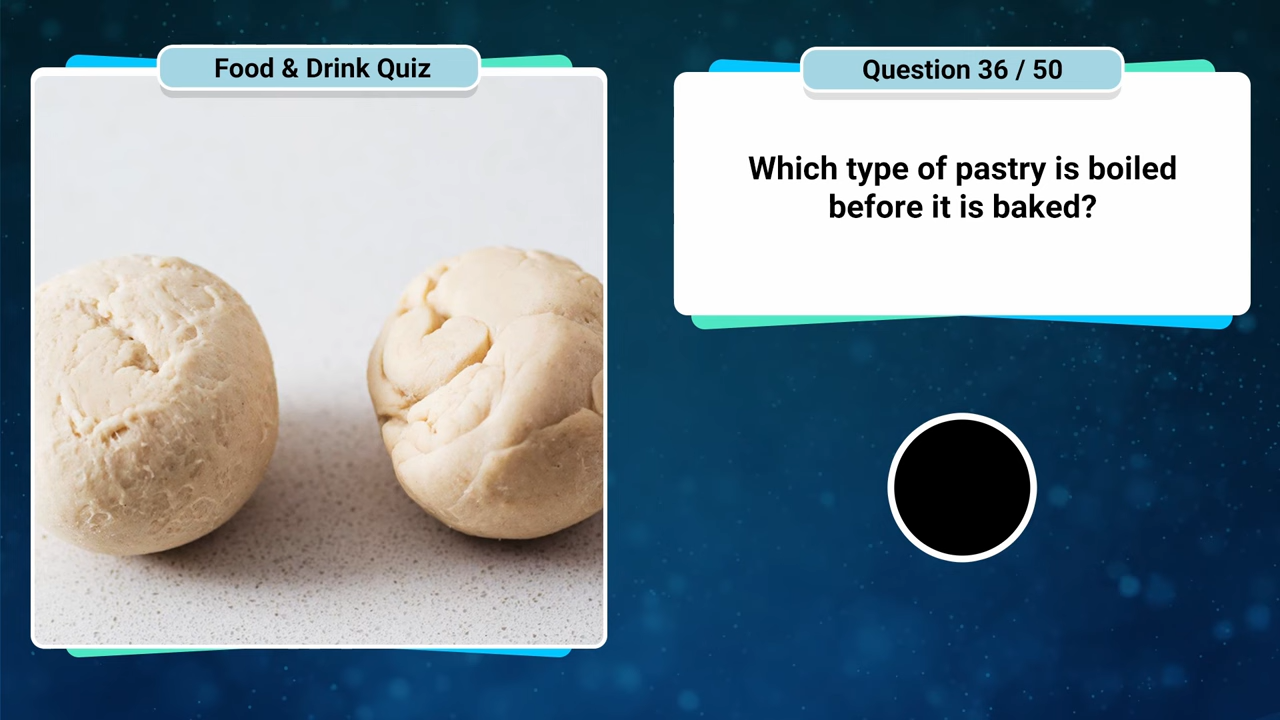 Food & Drink Quiz
Question 36 / 50
Which type of pastry is boiled
before it is baked?